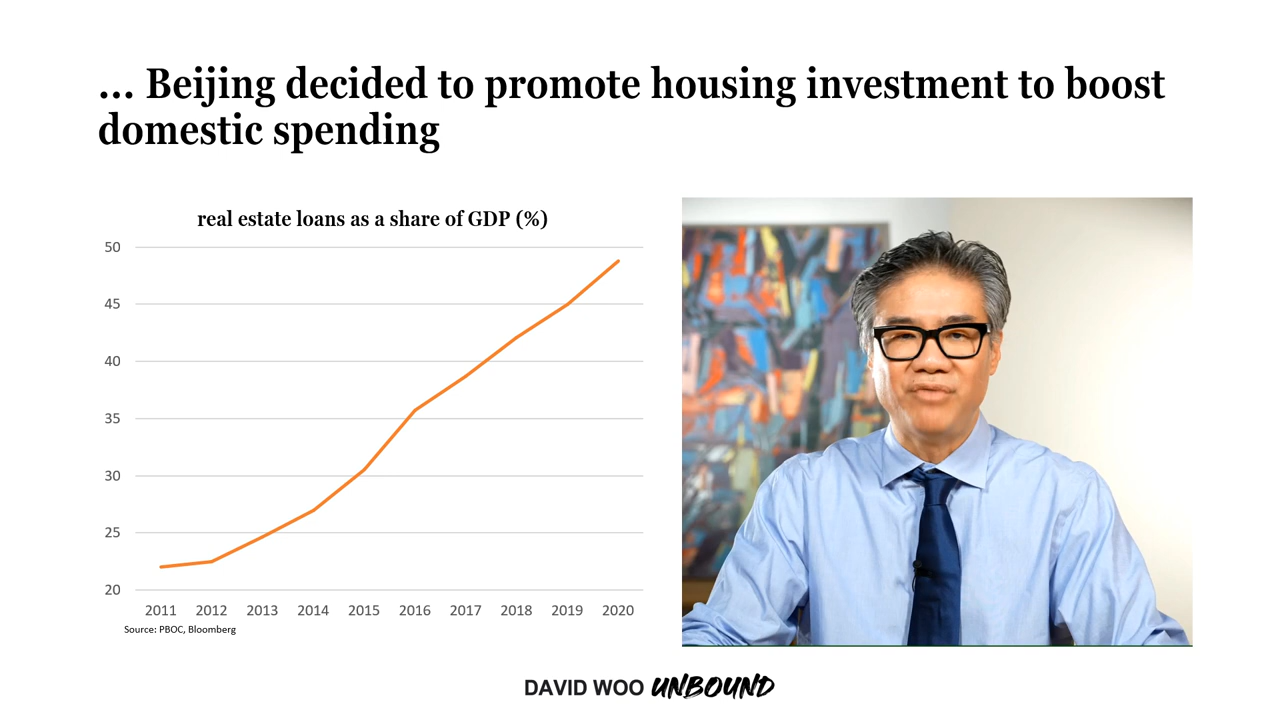 ... Beijing decided to promote housing investment to boost
domestic spending
real estate loans as a share of GDP (%)
50
45
40
35
30
25
20
2011 2012 2013 2014 2015 2016 2017 2018 2019 2020
Source: PBOC, Bloomberg
DAVID WOO UNBOUND